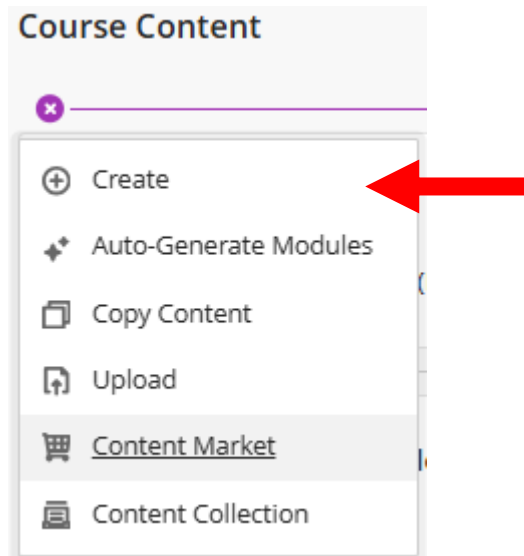 Course Content
Create
Auto-Generate Modules
Copy Content
Upload
Content Market
Content Collection